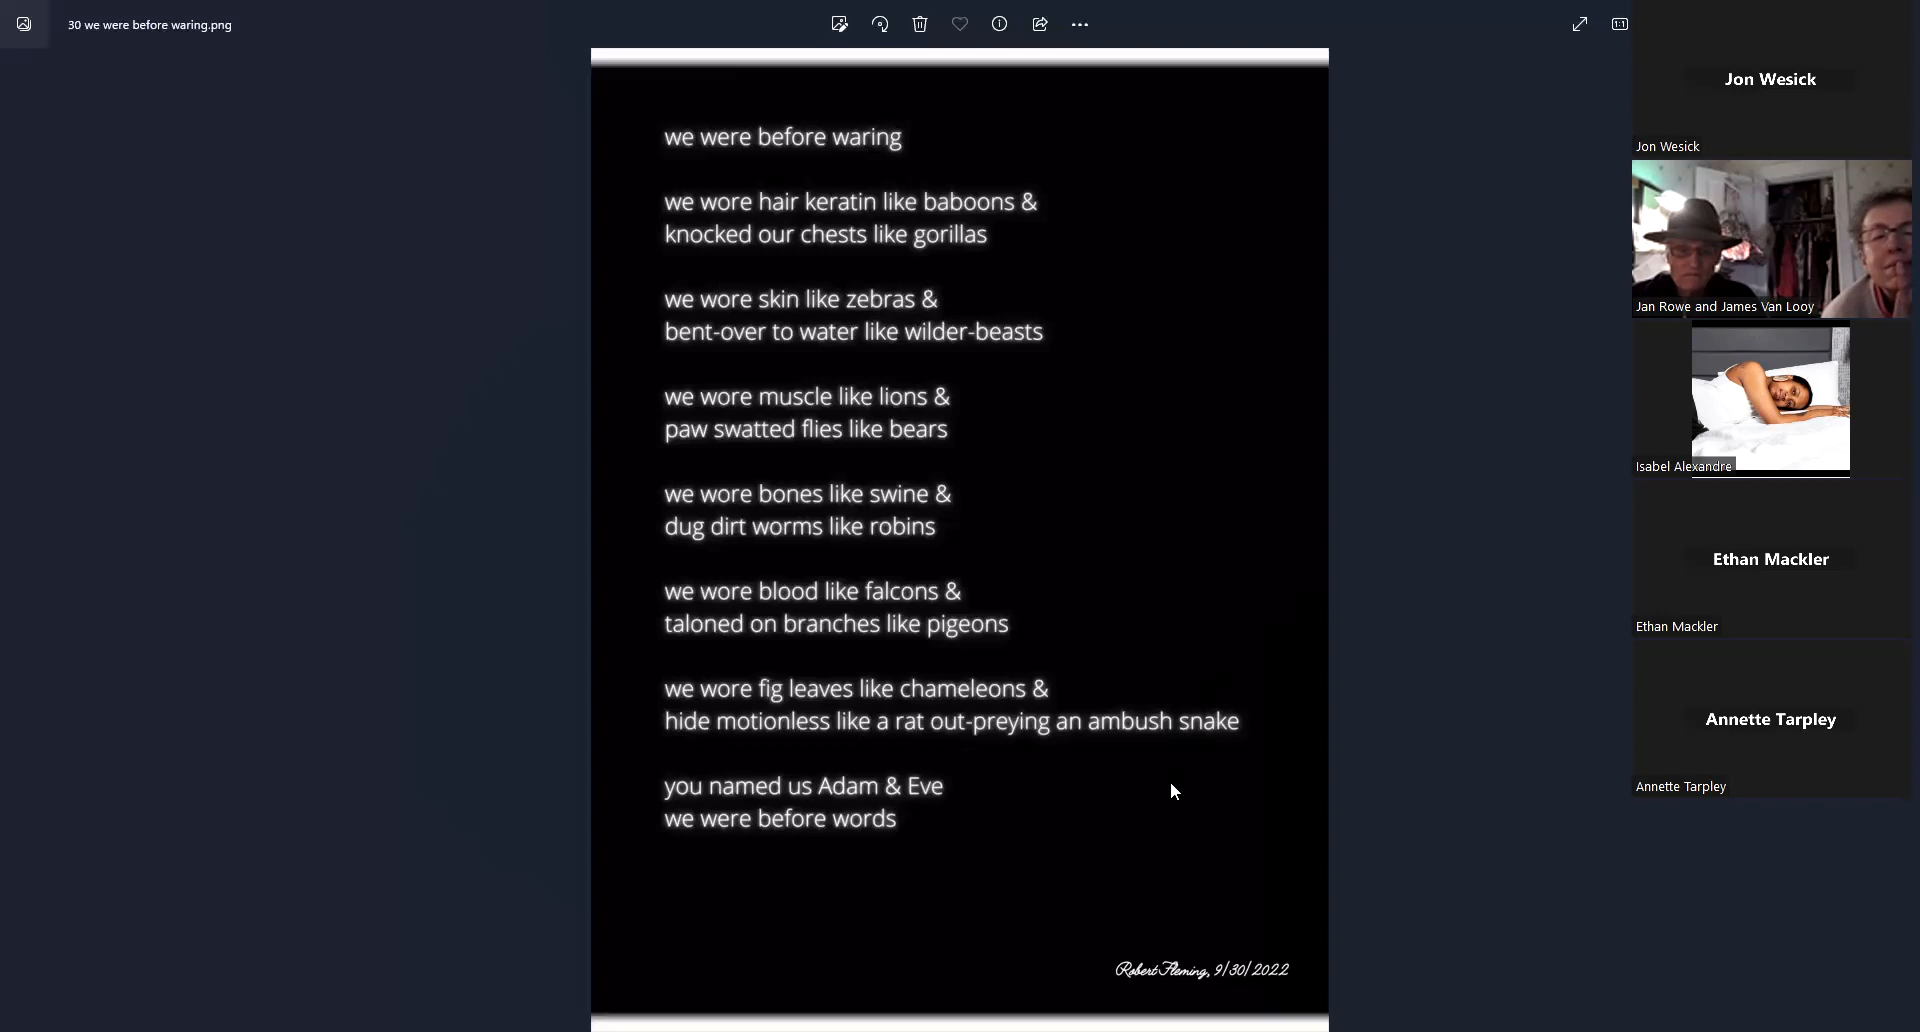 30 we were before waring.png
we were before waring
we wore hair keratin like baboons &
knocked our chests like gorillas
we wore skin like zebras &
bent-over to water like wilder-beasts
we wore muscle like lions &
paw swatted flies like bears
we wore bones like swine &
dug dirt worms like robins
we wore blood like falcons &
taloned on branches like pigeons
we wore fig leaves like chameleons &
hide motionless like a rat out-preying an ambush snake
you named us Adam & Eve
we were before words
Robert Fleming, 9/30/2022
1:1
Jon Wesick
Jon Wesick
Jan Rowe and James Van Looy
Isabel Alexandre
Ethan Mackler
Ethan Mackler
Annette Tarpley
Annette Tarpley